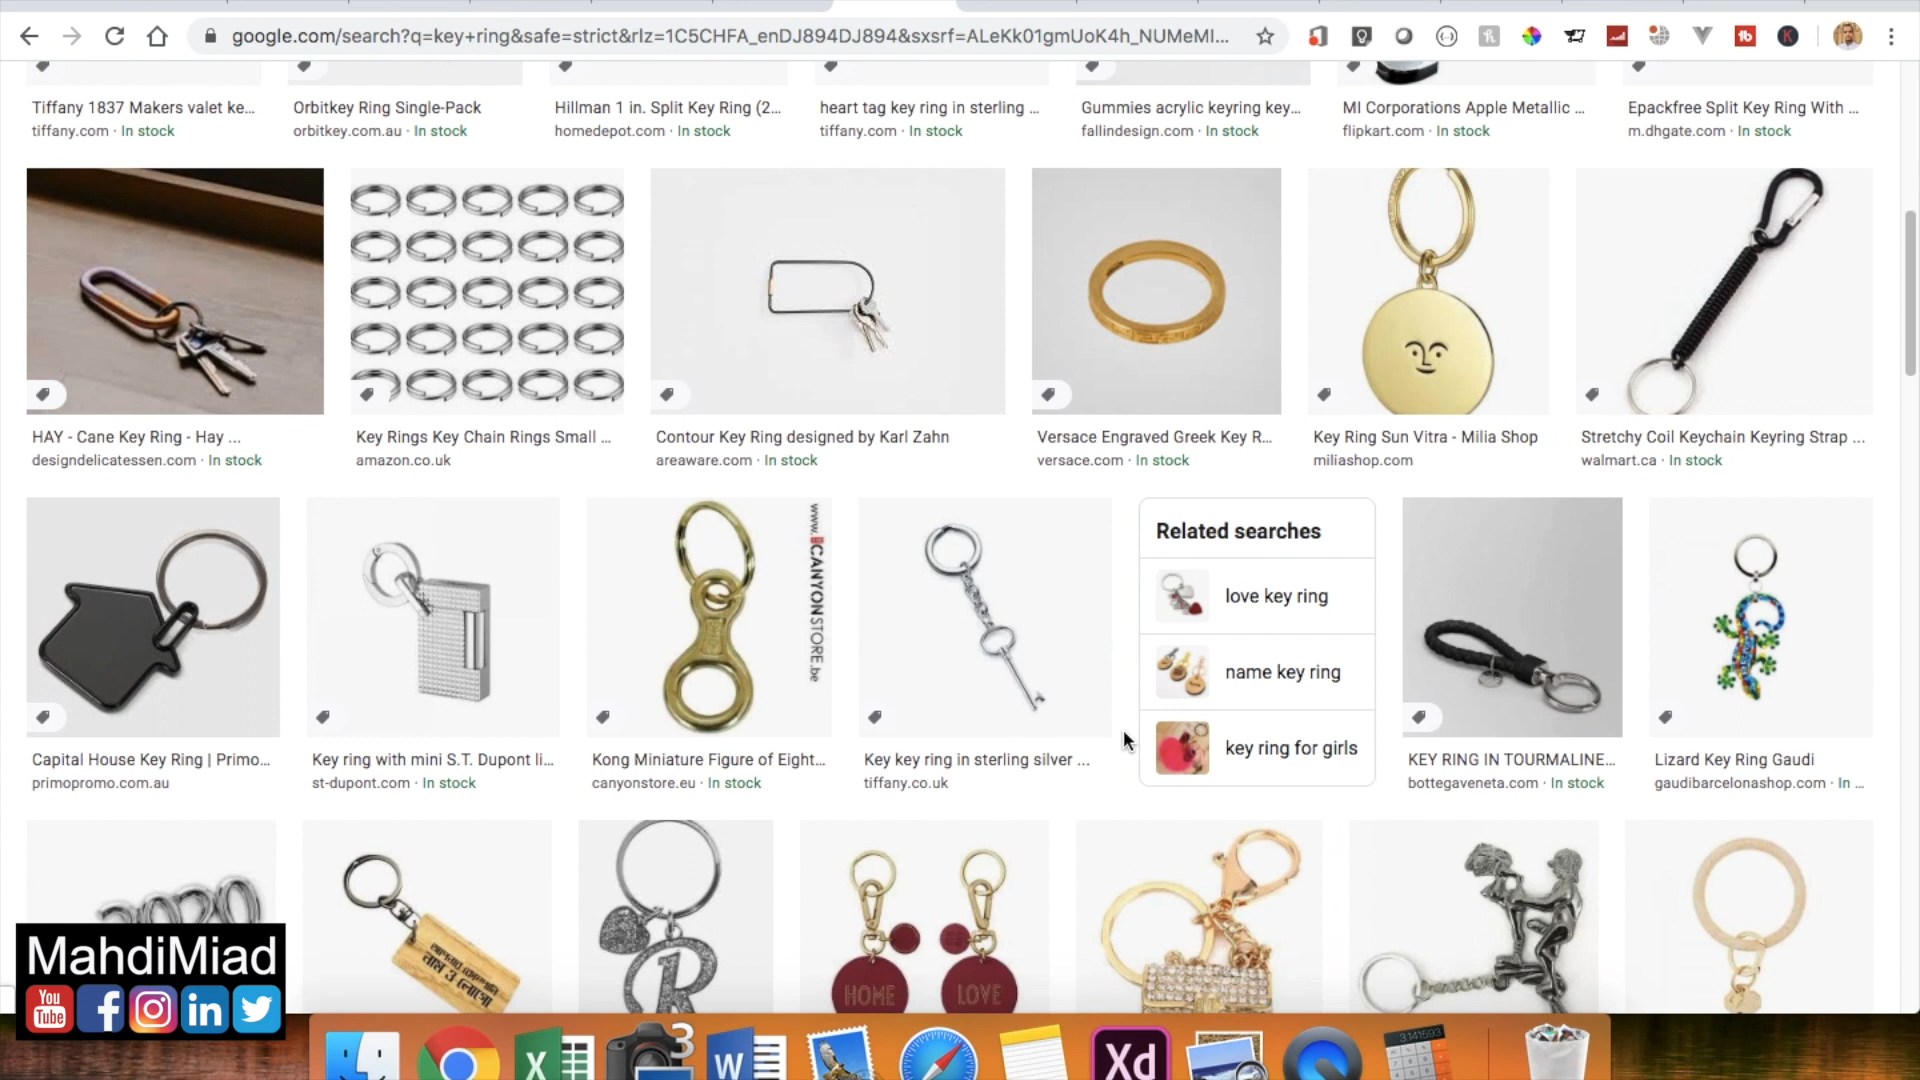 google.com/search?q=key+ring&safe=strict&rlz=1C5CHFA_enDJ894DJ894&sxsrf=ALeKk01gmUoK4h_NUMeMI...
Tiffany 1837 Makers valet ke...
tiffany.com · In stock
Orbitkey Ring Single-Pack
orbitkey.com.au · In stock
Hillman 1 in. Split Key Ring (2...
homedepot.com · In stock
heart tag key ring in sterling ...
tiffany.com · In stock
Gummies acrylic keyring key...
fallindesign.com · In stock
MI Corporations Apple Metallic ...
flipkart.com · In stock
Epackfree Split Key Ring With ...
m.dhgate.com · In stock
HAY - Cane Key Ring - Hay ...
designdelicatessen.com · In stock
Key Rings Key Chain Rings Small ...
amazon.co.uk
Contour Key Ring designed by Karl Zahn
areaware.com · In stock
Versace Engraved Greek Key R...
versace.com · In stock
Key Ring Sun Vitra - Milia Shop
miliashop.com
Stretchy Coil Keychain Keyring Strap ...
walmart.ca · In stock
www.CANYONSTORE.be
Related searches
love key ring
name key ring
key ring for girls
Capital House Key Ring | Primo...
primopromo.com.au
Key ring with mini S.T. Dupont li...
st-dupont.com · In stock
Kong Miniature Figure of Eight...
canyonstore.eu · In stock
Key key ring in sterling silver ...
tiffany.co.uk
KEY RING IN TOURMALINE...
bottegaveneta.com · In stock
Lizard Key Ring Gaudi
gaudibarcelonashop.com · In ...
2020
নাম ও লোগো
R
HOME
LOVE
MahdiMiad
You
Tube
in
3
W
Xd
3.141593